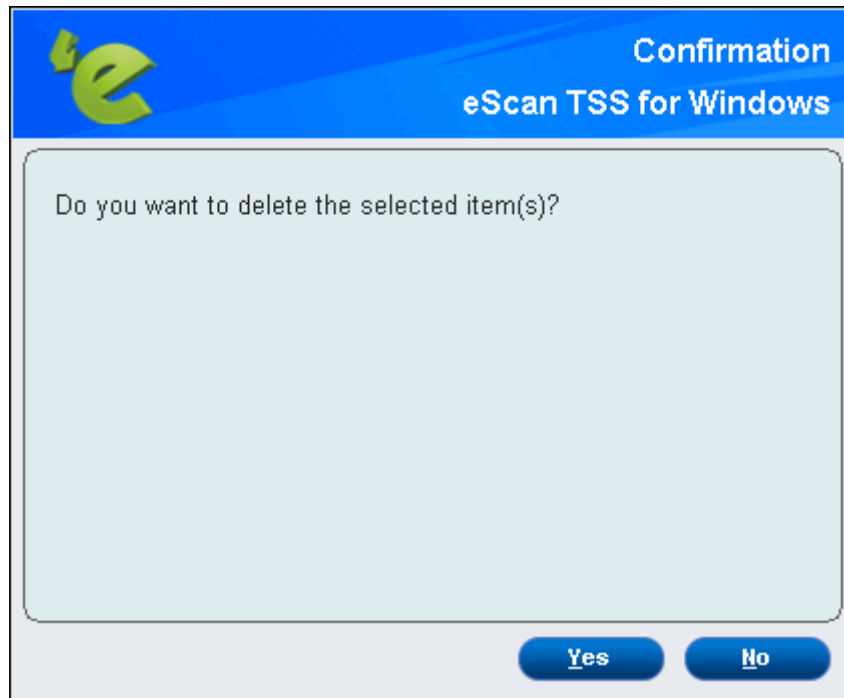 Confirmation
eScan TSS for Windows
Do you want to delete the selected item(s)?
Yes
No